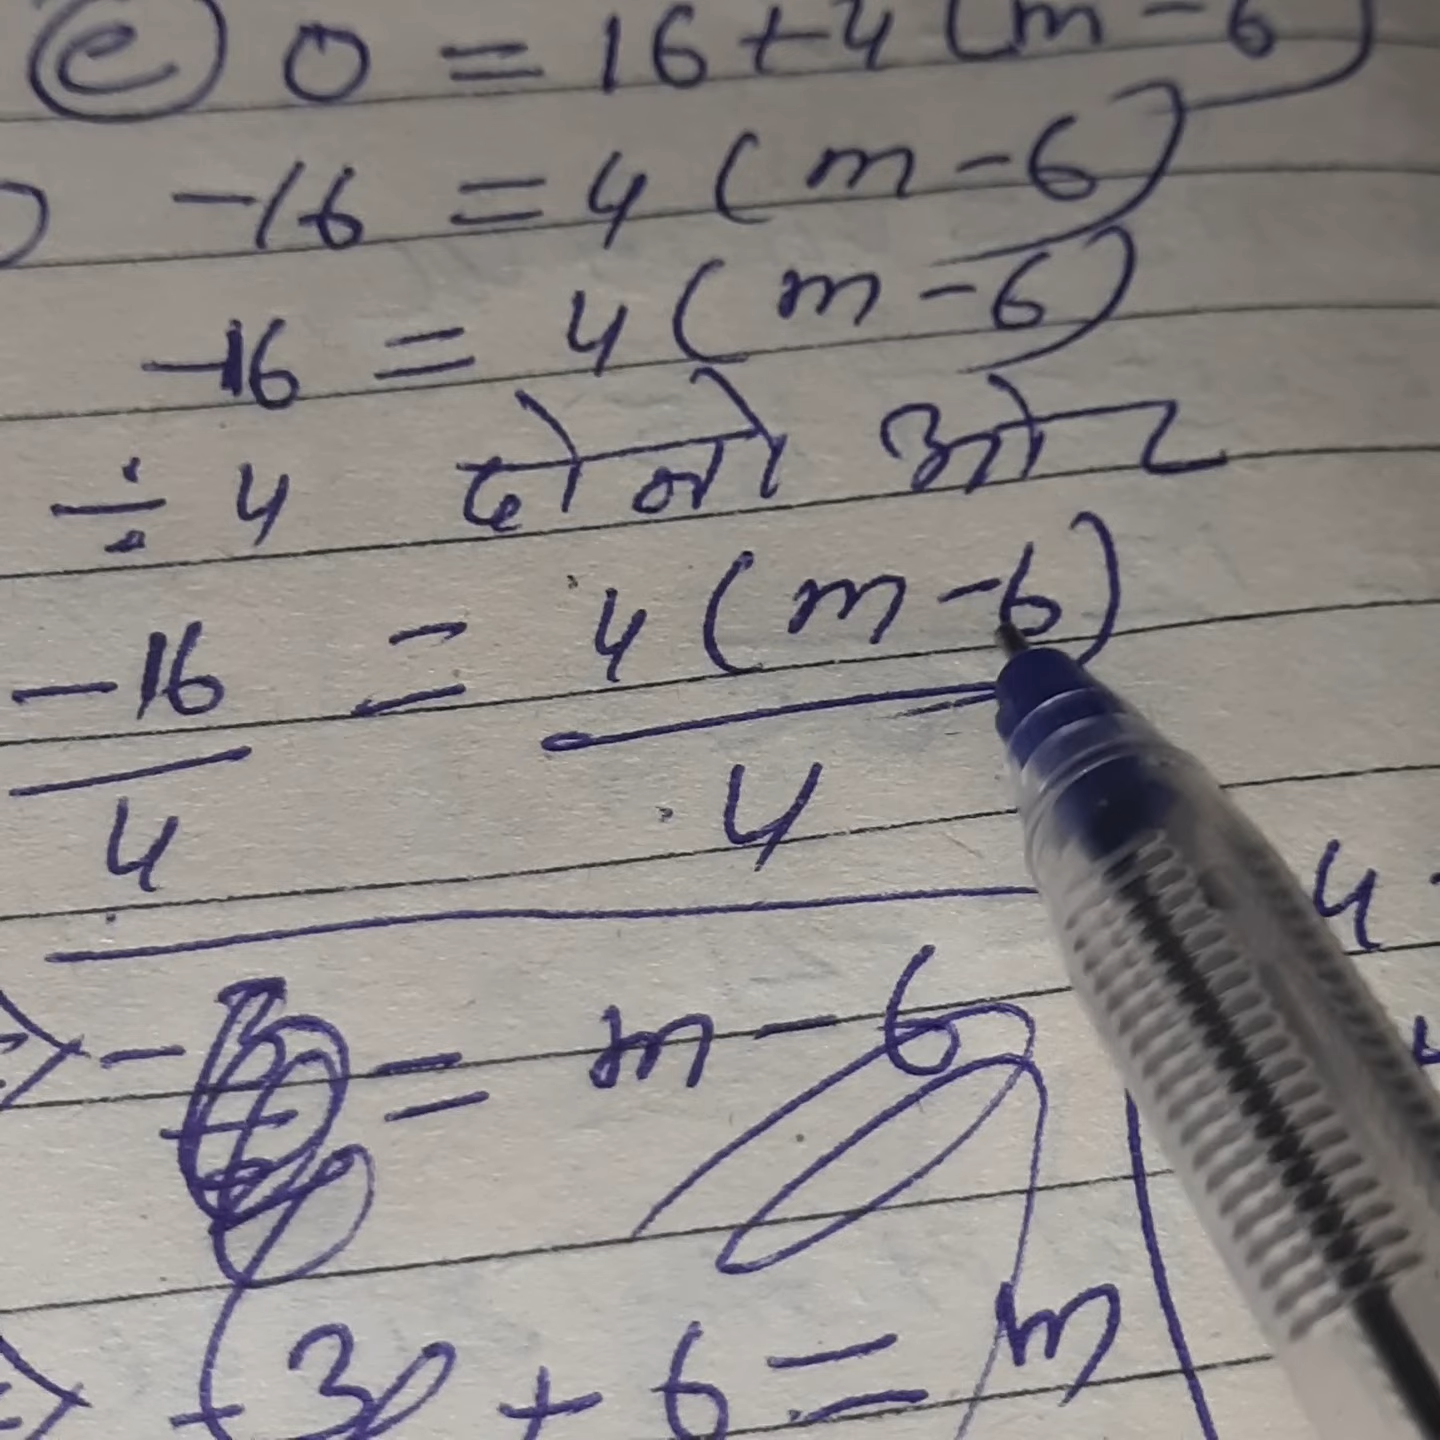 (e) 0 = 16 + 4 (m - 6)
) -16 = 4 (m - 6)
-16 = 4 (m - 6)
÷ 4 दोनो ओर
-16/4 = 4 (m - 6)/4
4
⇒ - = m - 6
⇒ + 6 = m